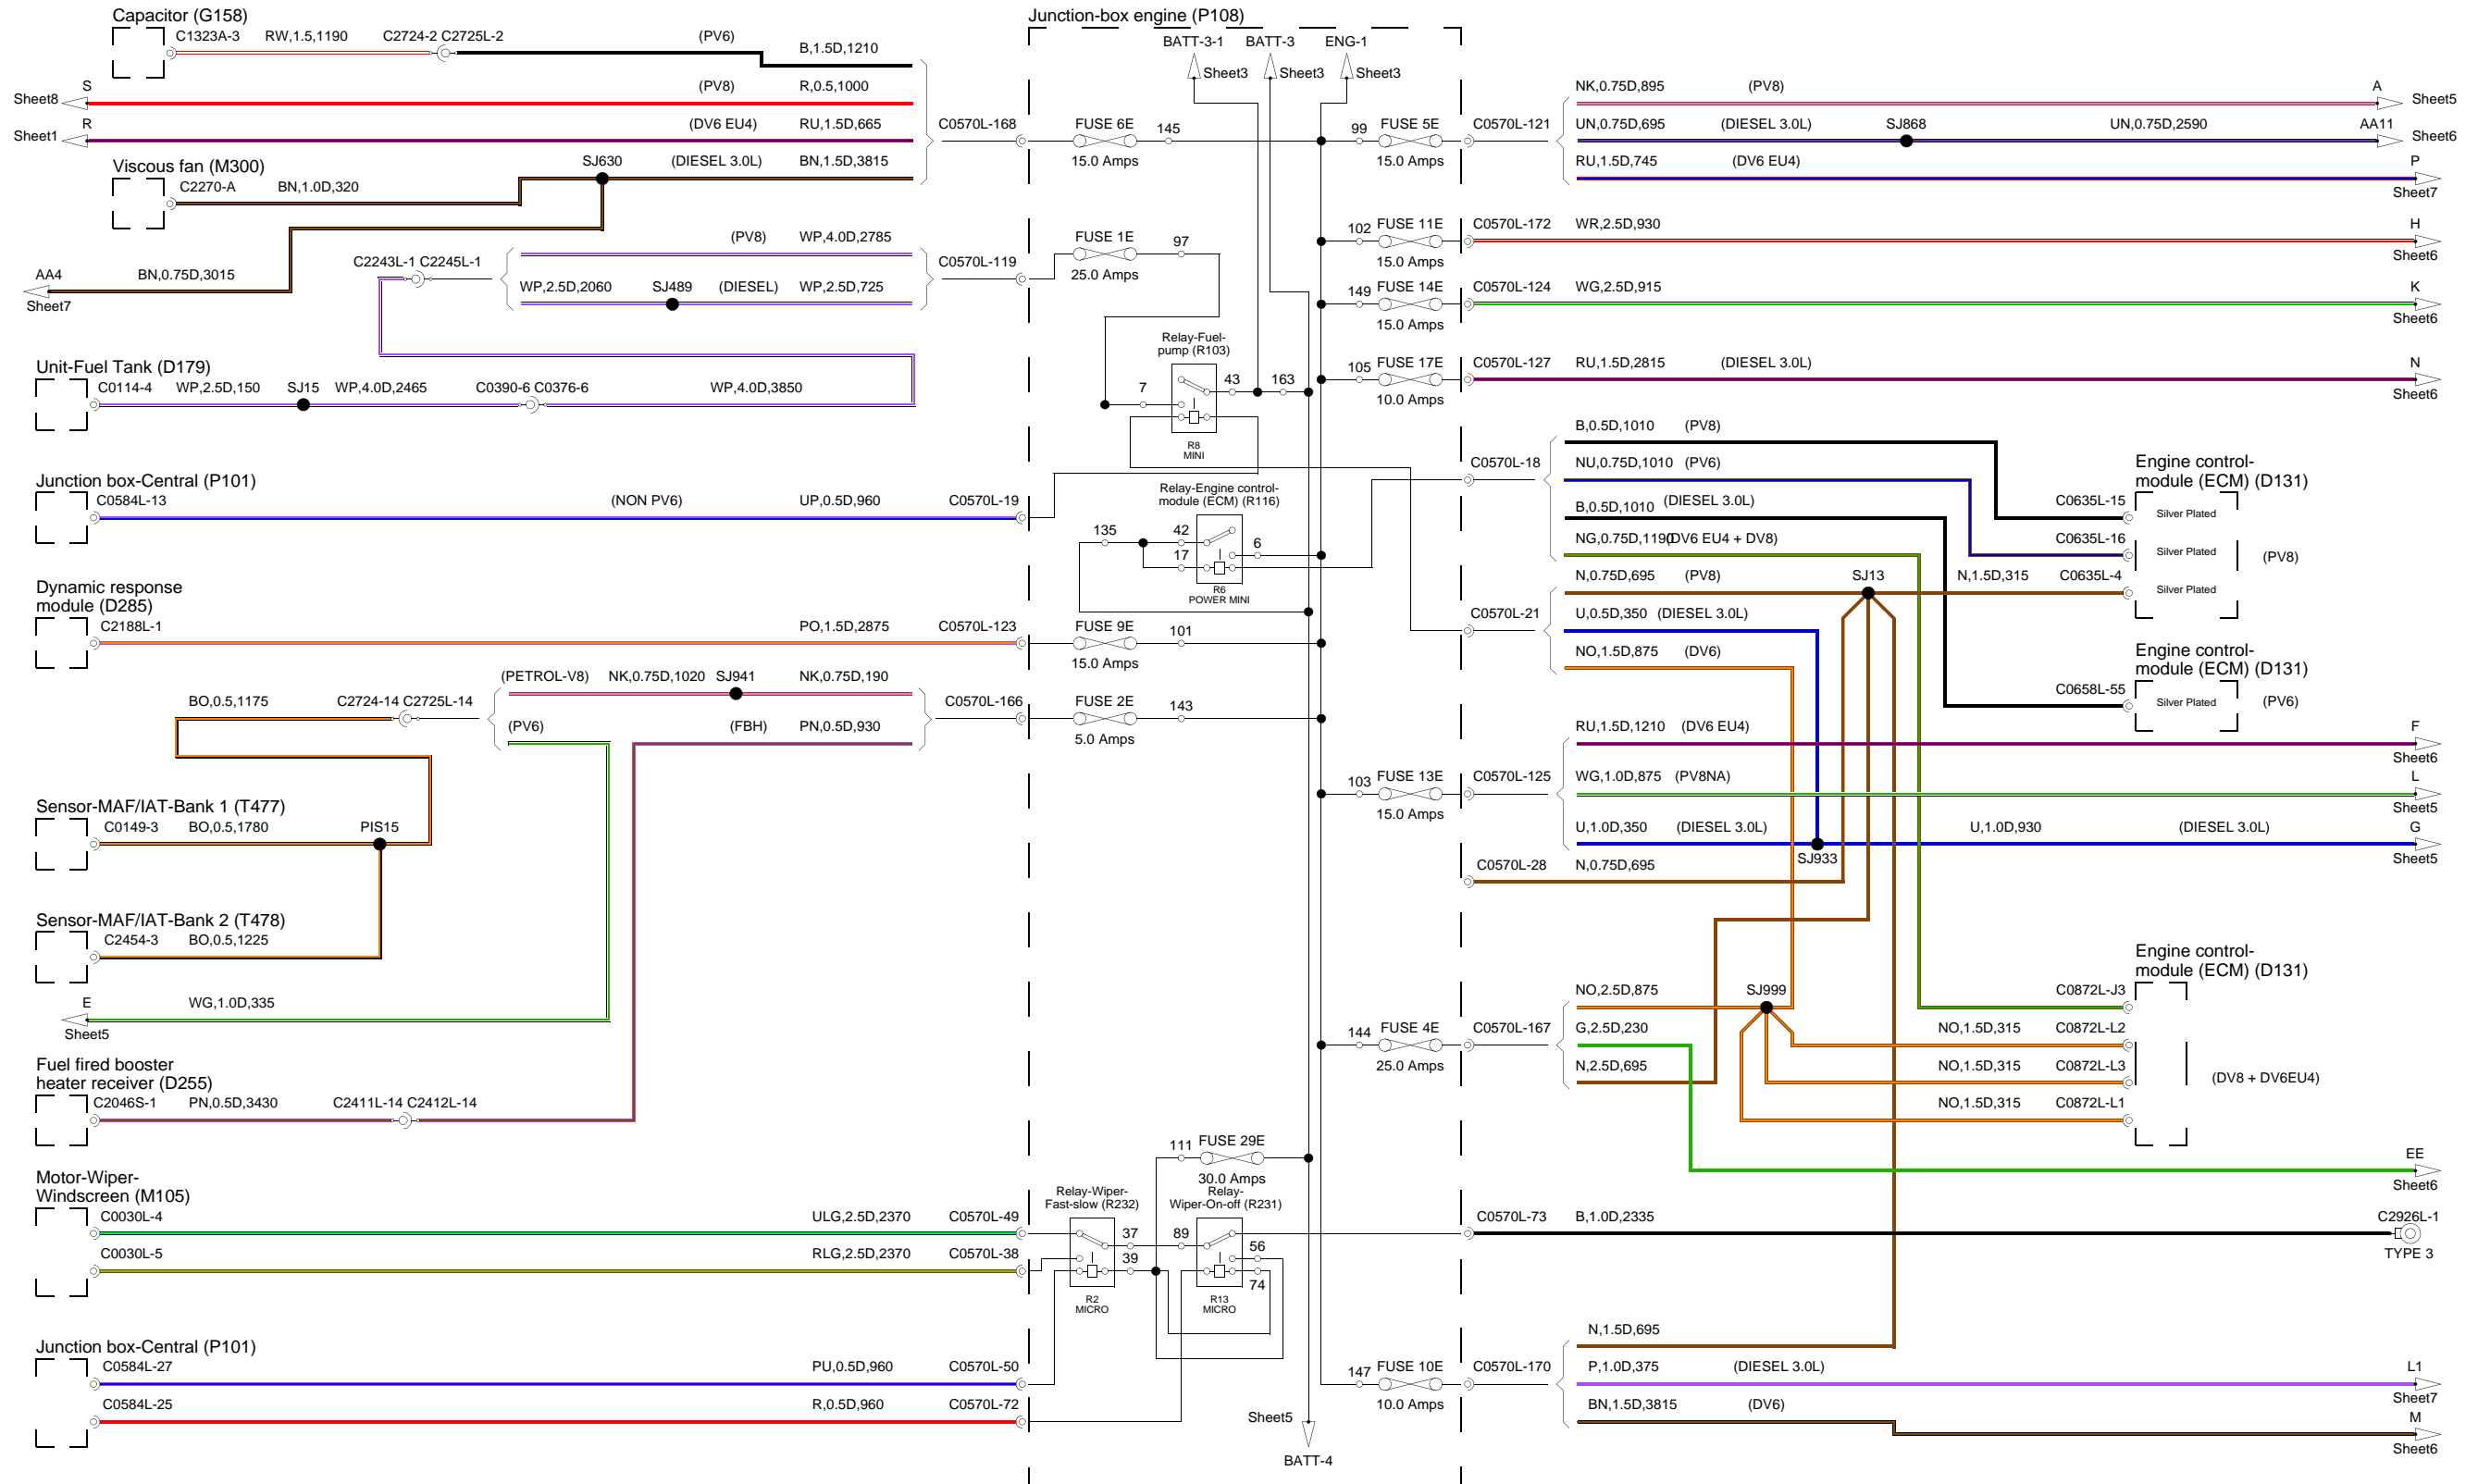 Capacitor (G158)
C1323A-3 RW,1.5,1190 C2724-2 C2725L-2 (PV6) B,1.5D,1210
S
Sheet8 (PV8) R,0.5,1000
R
Sheet1 (DV6 EU4) RU,1.5D,665 C0570L-168
Viscous fan (M300)
C2270-A BN,1.0D,320 SJ630 (DIESEL 3.0L) BN,1.5D,3815
AA4 BN,0.75D,3015
Sheet7
C2243L-1 C2245L-1 (PV8) WP,4.0D,2785 C0570L-119
WP,2.5D,2060 SJ489 (DIESEL) WP,2.5D,725
Unit-Fuel Tank (D179)
C0114-4 WP,2.5D,150 SJ15 WP,4.0D,2465 C0390-6 C0376-6 WP,4.0D,3850
Junction box-Central (P101)
C0584L-13 (NON PV6) UP,0.5D,960 C0570L-19
Dynamic response
module (D285)
C2188L-1 PO,1.5D,2875 C0570L-123
(PETROL-V8) NK,0.75D,1020 SJ941 NK,0.75D,190
BO,0.5,1175 C2724-14 C2725L-14 C0570L-166
(PV6) (FBH) PN,0.5D,930
Sensor-MAF/IAT-Bank 1 (T477)
C0149-3 BO,0.5,1780 PIS15
Sensor-MAF/IAT-Bank 2 (T478)
C2454-3 BO,0.5,1225
E WG,1.0D,335
Sheet5
Fuel fired booster
heater receiver (D255)
C2046S-1 PN,0.5D,3430 C2411L-14 C2412L-14
Motor-Wiper-
Windscreen (M105)
C0030L-4 ULG,2.5D,2370 C0570L-49
C0030L-5 RLG,2.5D,2370 C0570L-38
Junction box-Central (P101)
C0584L-27 PU,0.5D,960 C0570L-50
C0584L-25 R,0.5D,960 C0570L-72
Junction-box engine (P108)
BATT-3-1 BATT-3 ENG-1
Sheet3 Sheet3 Sheet3
FUSE 6E 145
15.0 Amps
99 FUSE 5E
15.0 Amps
FUSE 1E 97
25.0 Amps
102 FUSE 11E
15.0 Amps
149 FUSE 14E
15.0 Amps
Relay-Fuel-
pump (R103)
7 43 163
R8
MINI
105 FUSE 17E
10.0 Amps
Relay-Engine control-
module (ECM) (R116)
135 42
17 6
R6
POWER MINI
FUSE 9E 101
15.0 Amps
FUSE 2E 143
5.0 Amps
103 FUSE 13E
15.0 Amps
144 FUSE 4E
25.0 Amps
111 FUSE 29E
30.0 Amps
Relay-Wiper-
Fast-slow (R232)
Relay-
Wiper-On-off (R231)
37 89
39 56
74
R2
MICRO
R13
MICRO
147 FUSE 10E
10.0 Amps
Sheet5
BATT-4
C0570L-121 NK,0.75D,895 (PV8) A
Sheet5
UN,0.75D,695 (DIESEL 3.0L) SJ868 UN,0.75D,2590 AA11
Sheet6
RU,1.5D,745 (DV6 EU4) P
Sheet7
C0570L-172 WR,2.5D,930 H
Sheet6
C0570L-124 WG,2.5D,915 K
Sheet6
C0570L-127 RU,1.5D,2815 (DIESEL 3.0L) N
Sheet6
C0570L-18 B,0.5D,1010 (PV8)
NU,0.75D,1010 (PV6)
B,0.5D,1010 (DIESEL 3.0L)
NG,0.75D,1190 (DV6 EU4 + DV8)
Engine control-
module (ECM) (D131)
C0635L-15 Silver Plated
C0635L-16 Silver Plated (PV8)
C0570L-21 N,0.75D,695 (PV8) SJ13 N,1.5D,315 C0635L-4 Silver Plated
U,0.5D,350 (DIESEL 3.0L)
NO,1.5D,875 (DV6)
Engine control-
module (ECM) (D131)
C0658L-55 Silver Plated (PV6)
C0570L-125 RU,1.5D,1210 (DV6 EU4) F
Sheet6
WG,1.0D,875 (PV8NA) L
Sheet5
U,1.0D,350 (DIESEL 3.0L) SJ933 U,1.0D,930 (DIESEL 3.0L) G
Sheet5
C0570L-28 N,0.75D,695
Engine control-
module (ECM) (D131)
C0570L-167 NO,2.5D,875 SJ999 C0872L-J3
G,2.5D,230 NO,1.5D,315 C0872L-L2
N,2.5D,695 NO,1.5D,315 C0872L-L3
(DV8 + DV6EU4)
NO,1.5D,315 C0872L-L1
EE
Sheet6
C0570L-73 B,1.0D,2335 C2926L-1
TYPE 3
C0570L-170 N,1.5D,695
P,1.0D,375 (DIESEL 3.0L) L1
Sheet7
BN,1.5D,3815 (DV6) M
Sheet6